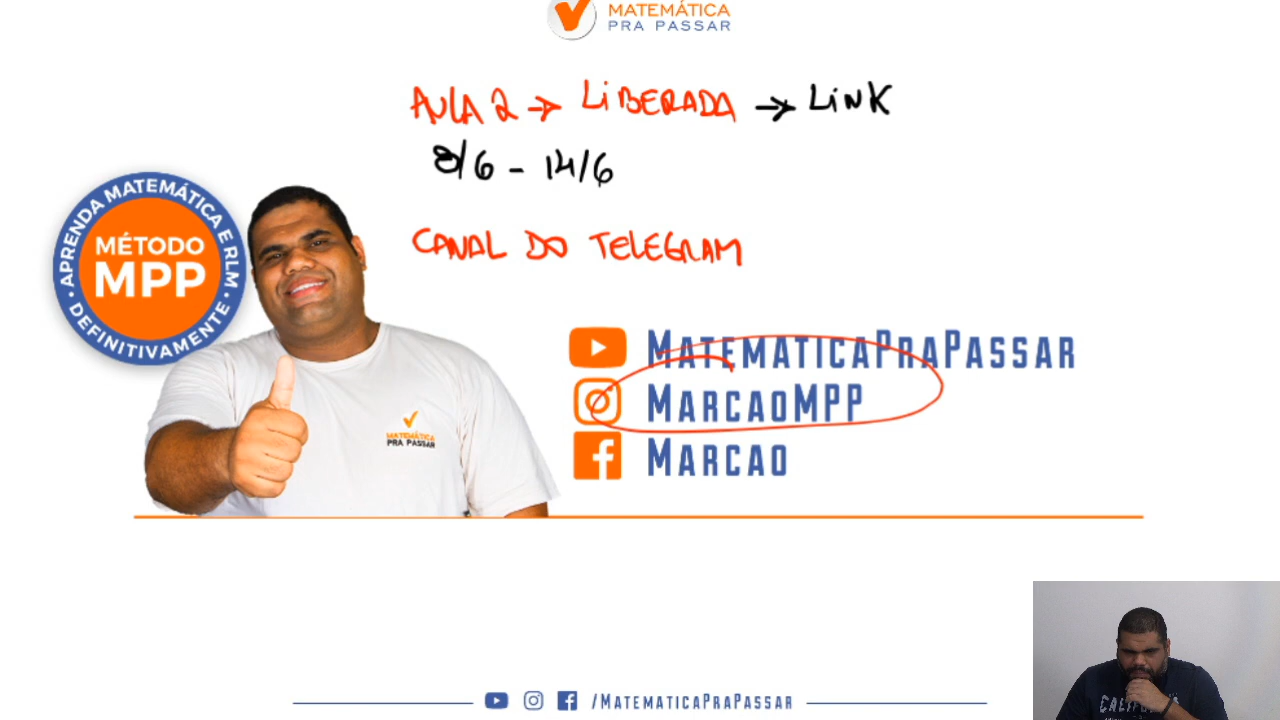 MATEMÁTICA
PRA PASSAR
AULA 2 → LIBERADA → LINK
8/6 - 14/6
CANAL DO TELEGRAM
APRENDA MATEMÁTICA E RLM
MÉTODO
MPP
• DEFINITIVAMENTE •
MATEMÁTICA
PRA PASSAR
MATEMATICAPRAPASSAR
MARCAOMPP
MARCAO
/MATEMATICAPRAPASSAR